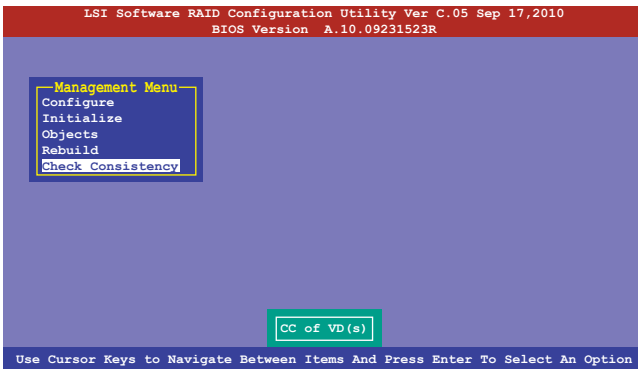 LSI Software RAID Configuration Utility Ver C.05 Sep 17,2010
BIOS Version A.10.09231523R
Management Menu
Configure
Initialize
Objects
Rebuild
Check Consistency
CC of VD(s)
Use Cursor Keys to Navigate Between Items And Press Enter To Select An Option